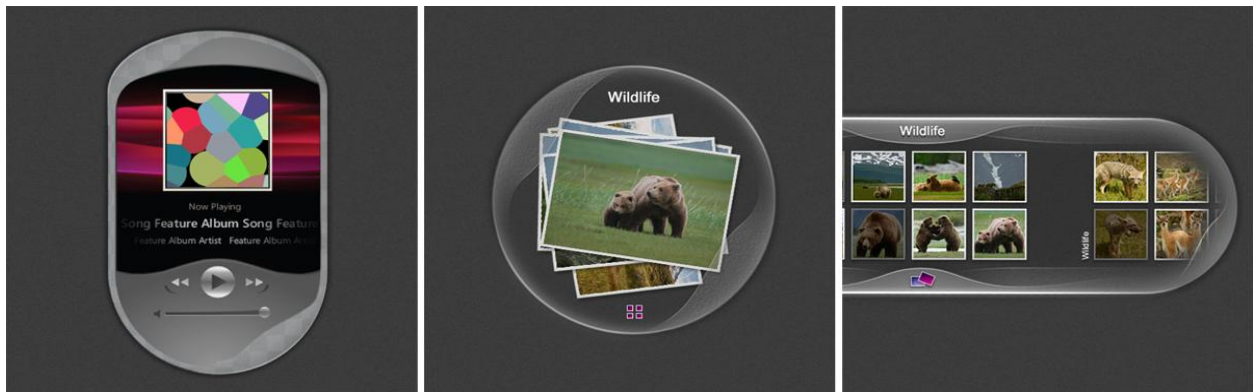 Now Playing
Song Feature Album Song Feature
Feature Album Artist Feature Album Artist
Wildlife
Wildlife
Wildlife